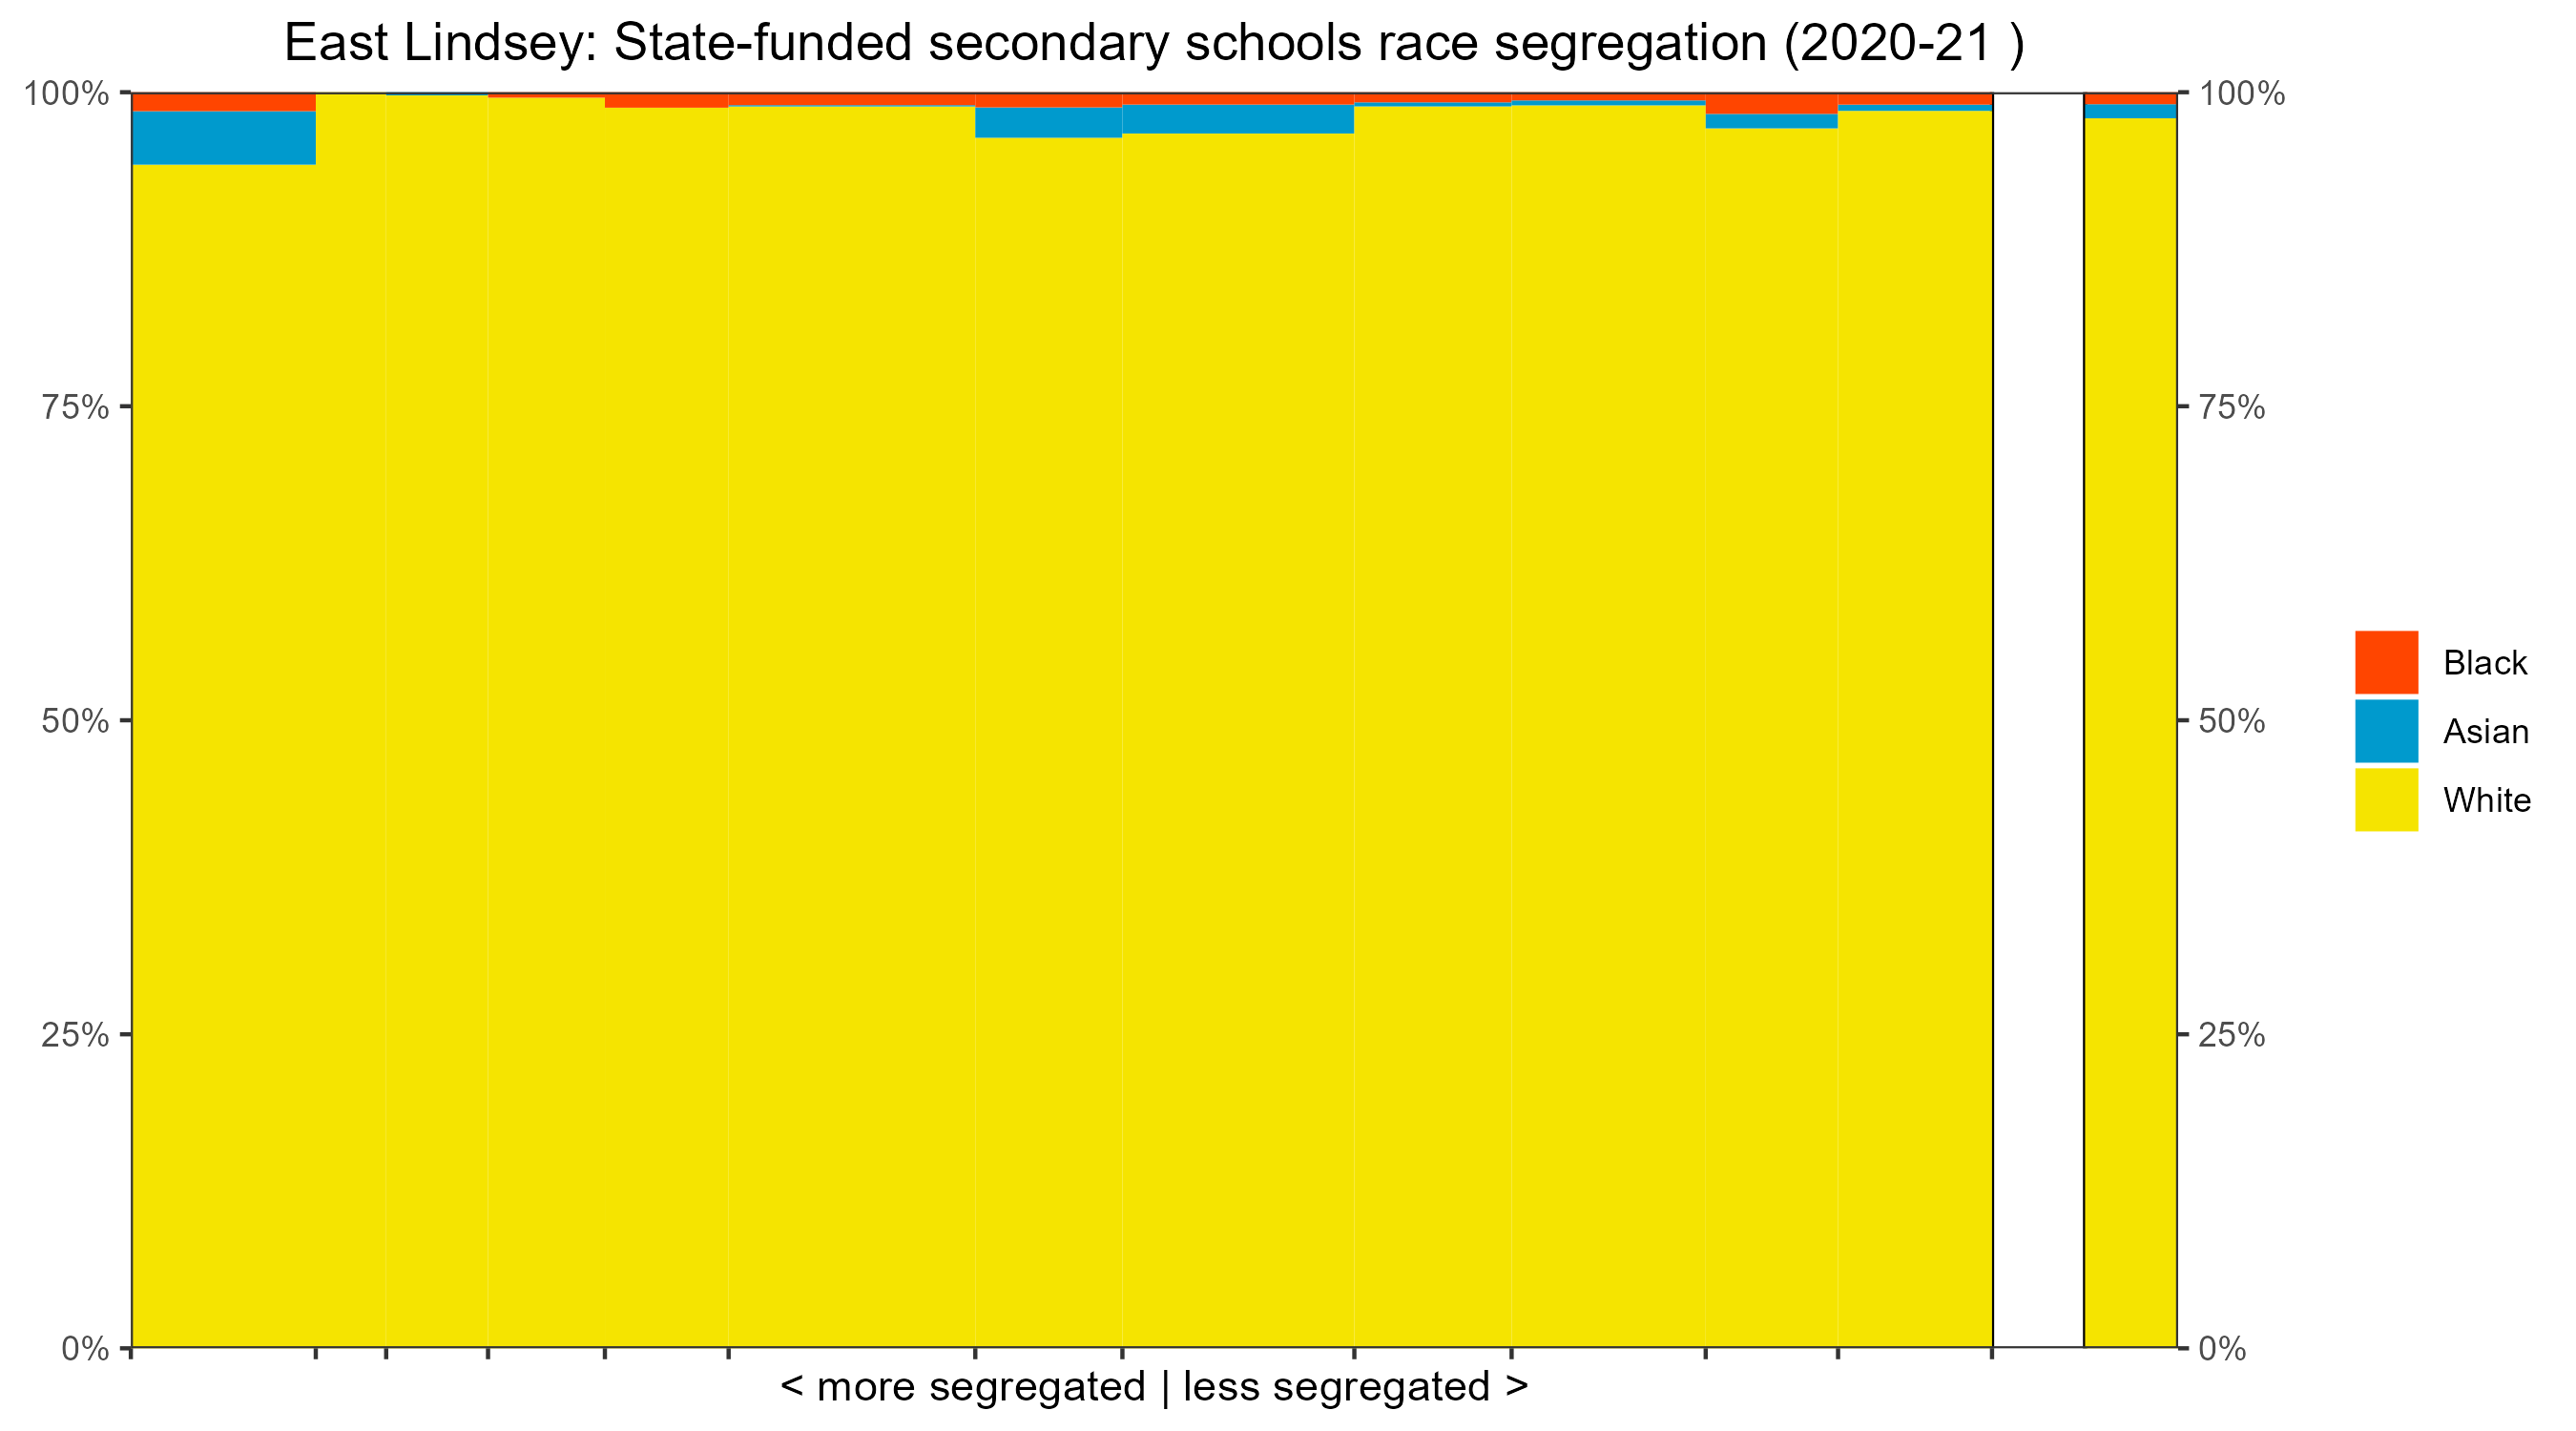 East Lindsey: State-funded secondary schools race segregation (2020-21 )
100%
75%
50%
25%
0%
100%
75%
50%
25%
0%
Black
Asian
White
< more segregated | less segregated >